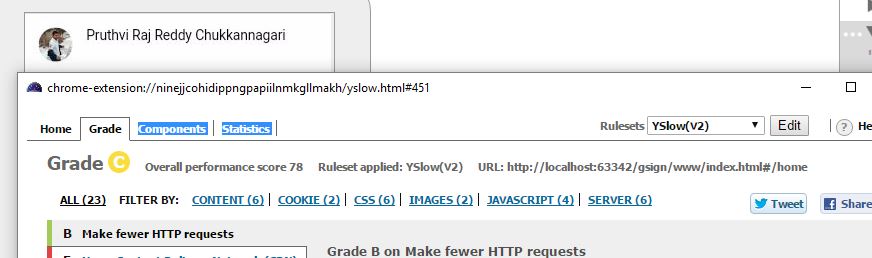 Pruthvi Raj Reddy Chukkannagari
chrome-extension://ninejjcohidippngpapiilnmkgllmakh/yslow.html#451
Home Grade Components Statistics Rulesets YSlow(V2) Edit ? He
Grade C Overall performance score 78 Ruleset applied: YSlow(V2) URL: http://localhost:63342/gsign/www/index.html#/home
ALL (23) FILTER BY: CONTENT (6) COOKIE (2) CSS (6) IMAGES (2) JAVASCRIPT (4) SERVER (6) Tweet Share
B Make fewer HTTP requests
Grade B on Make fewer HTTP requests